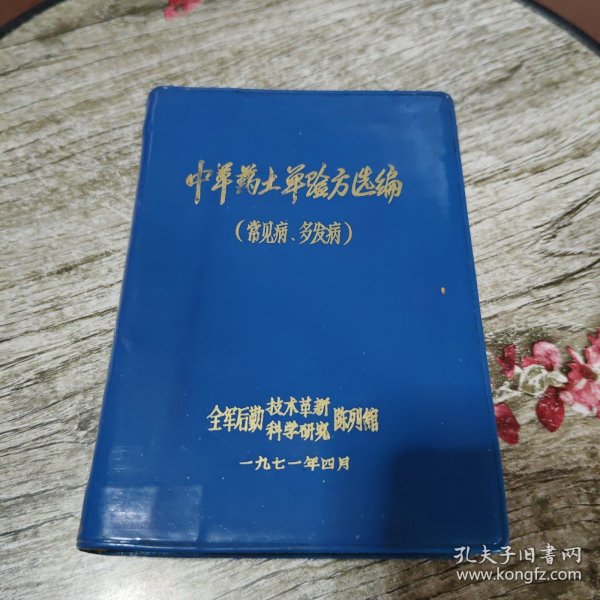 中草药土单验方选编
(常见病、多发病)
全军后勤技术革新科学研究陈列館
一九七一年四月
孔夫子旧書网
www.kongfz.com